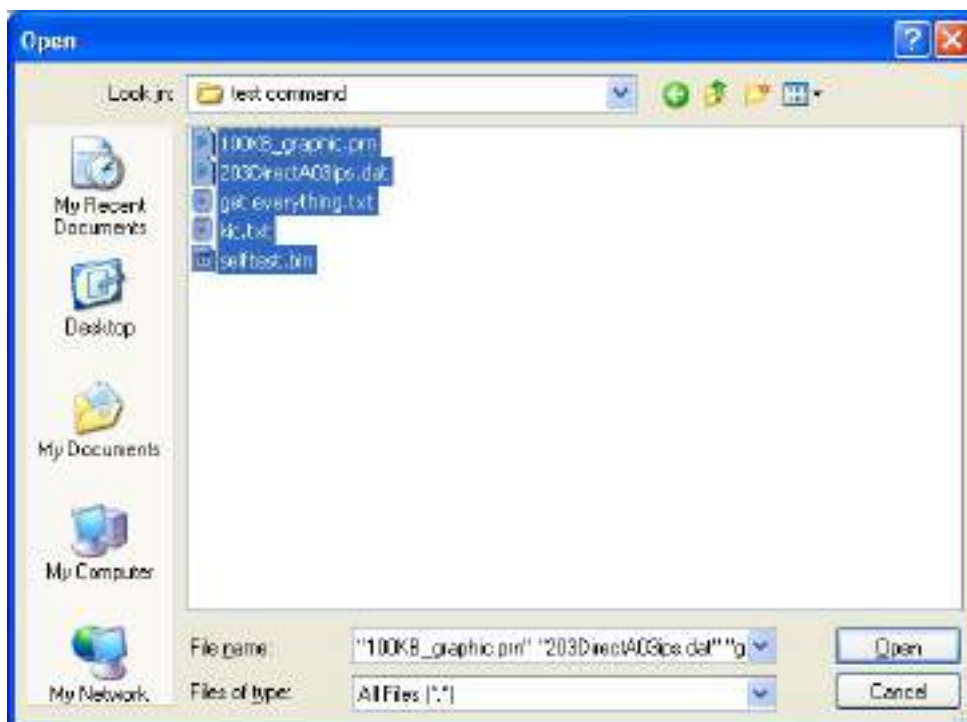 Open
Look in:
test command
100KB_graphic.prn
203DirectA03ips.dat
get everything.txt
kic.txt
selftest.bin
My Recent
Documents
Desktop
My Documents
My Computer
My Network
File name:
"100KB_graphic.prn" "203DirectA03ips.dat" "g
Open
Files of type:
All Files (*.*)
Cancel